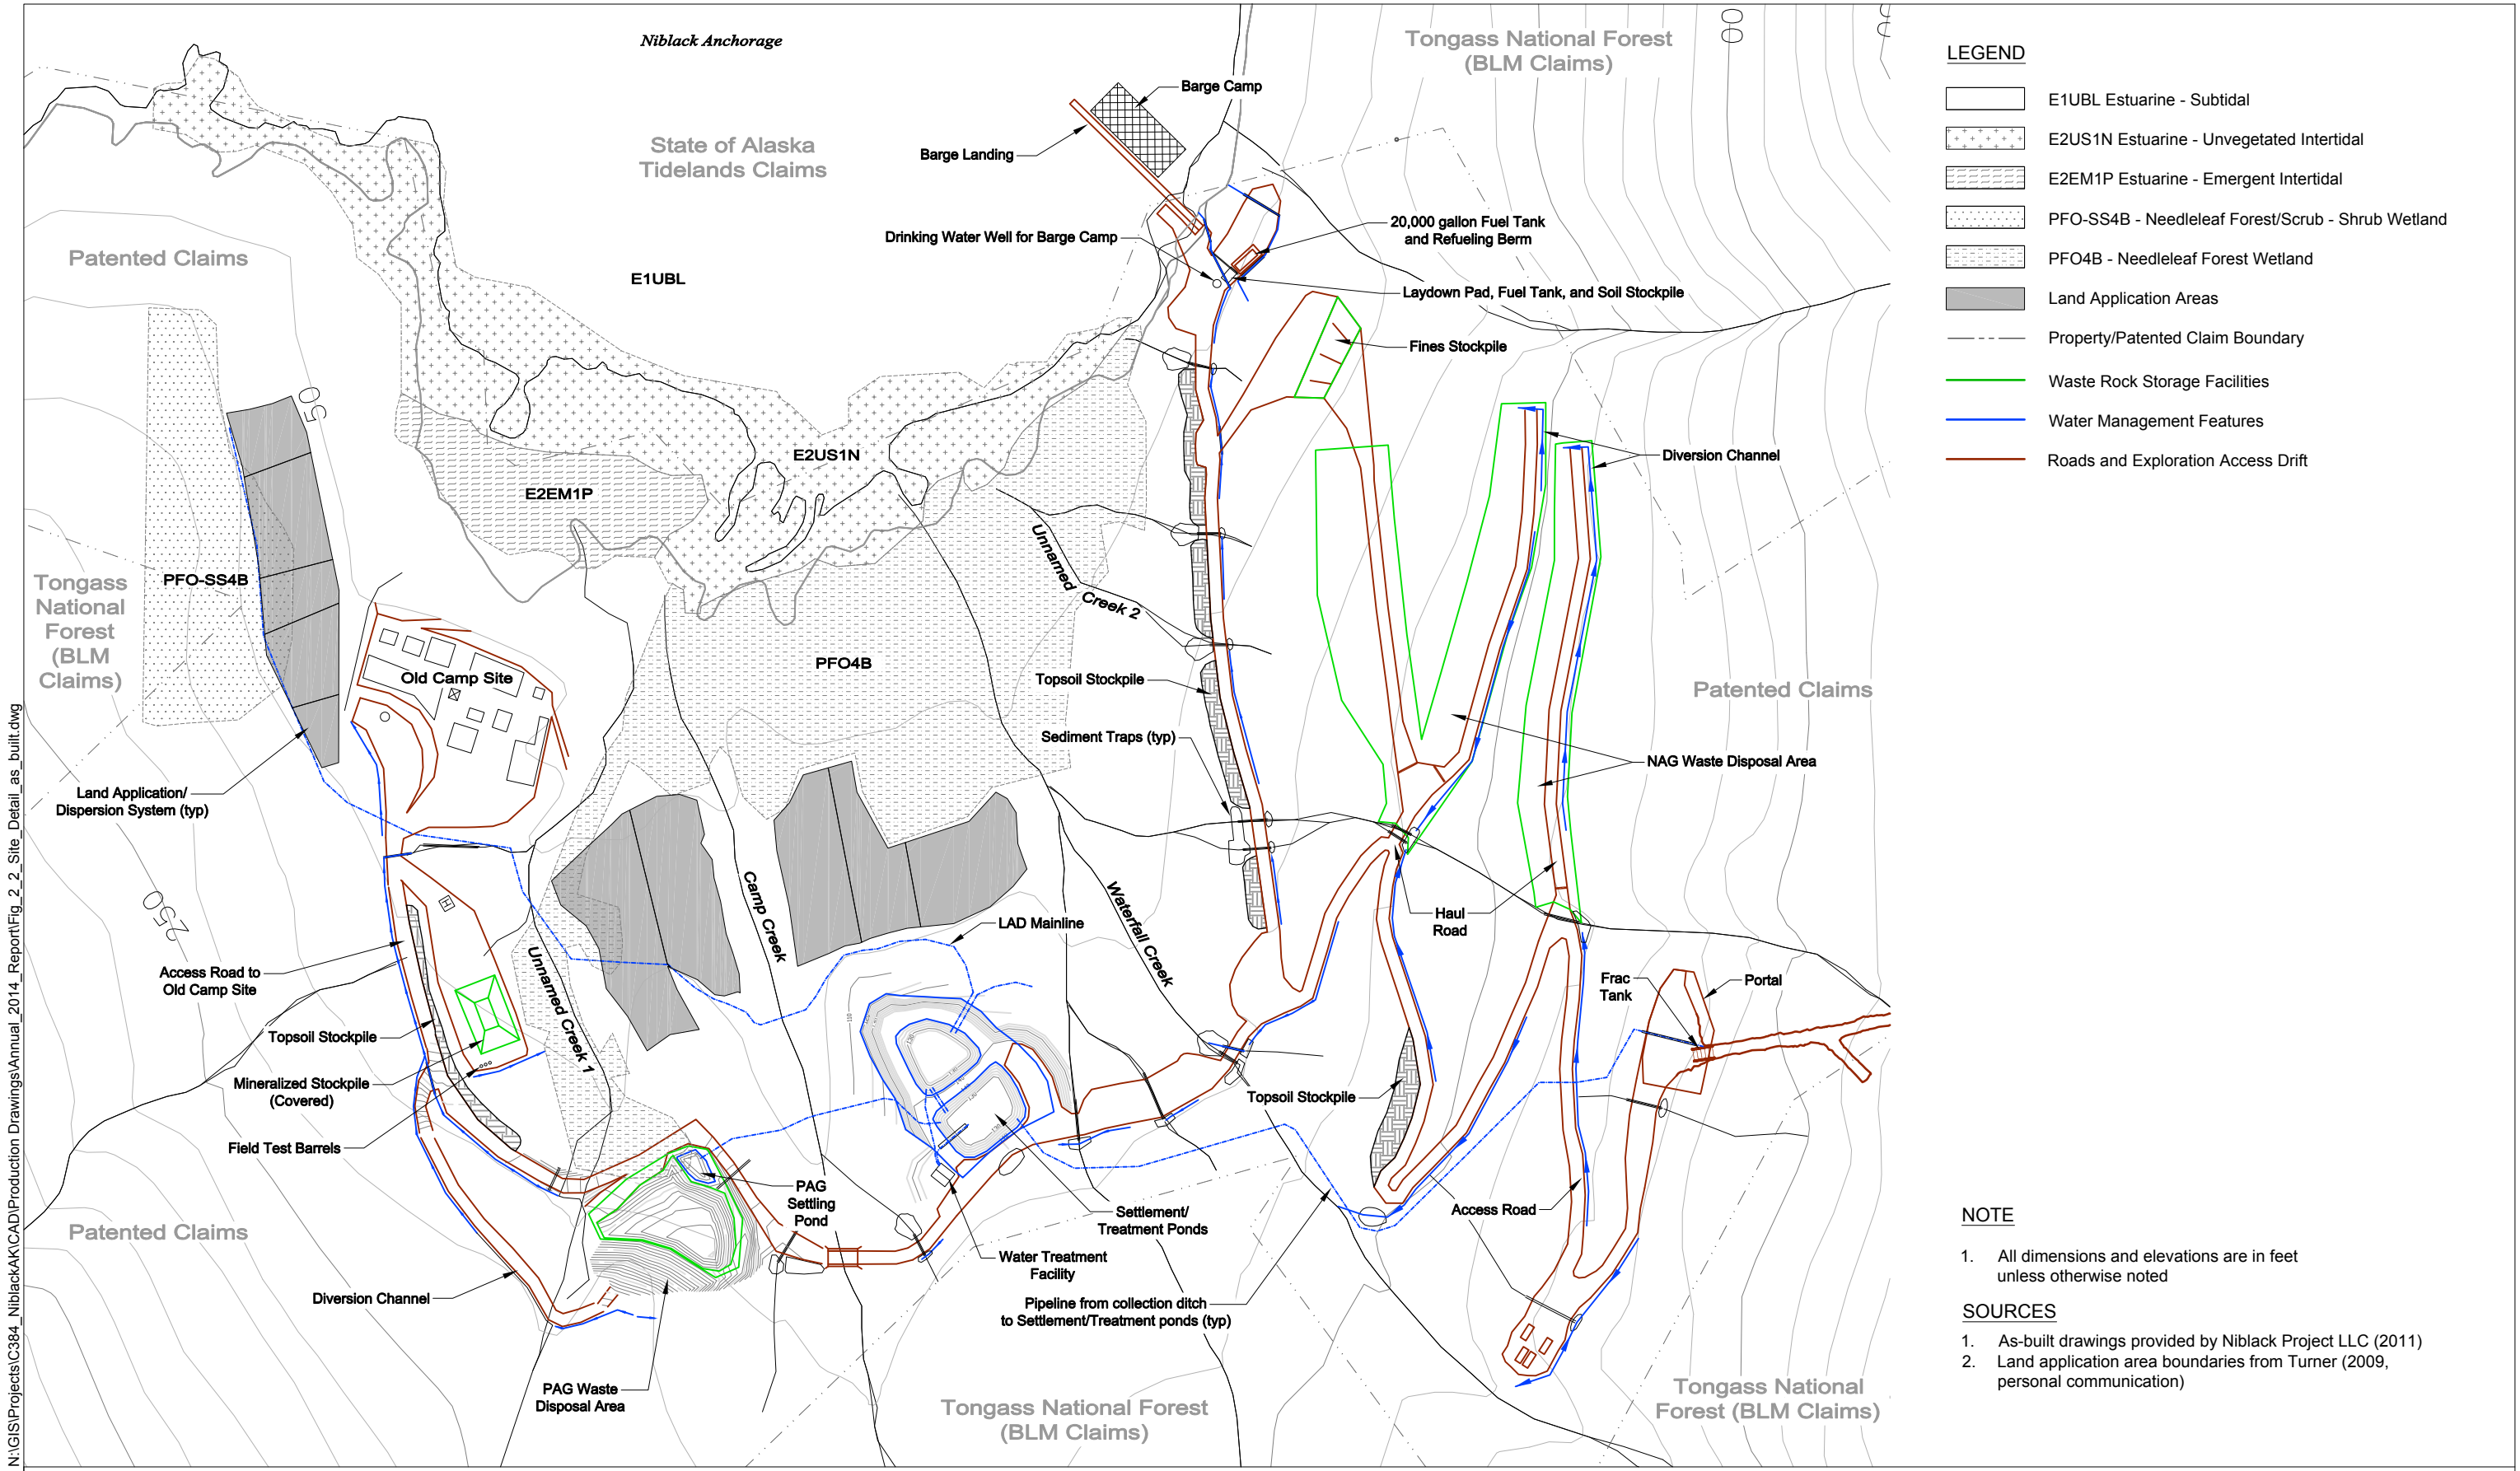 Niblack Anchorage
Tongass National Forest
(BLM Claims)
Barge Camp
State of Alaska
Tidelands Claims
Barge Landing
Patented Claims
Drinking Water Well for Barge Camp
20,000 gallon Fuel Tank
and Refueling Berm
E1UBL
Laydown Pad, Fuel Tank, and Soil Stockpile
Fines Stockpile
50
E2US1N
Diversion Channel
E2EM1P
Unnamed Creek 2
Tongass
National
Forest
(BLM
Claims)
PFO-SS4B
Old Camp Site
PFO4B
Topsoil Stockpile
Patented Claims
Sediment Traps (typ)
NAG Waste Disposal Area
Land Application/
Dispersion System (typ)
250
Camp Creek
Waterfall Creek
LAD Mainline
Haul
Road
H
Access Road to
Old Camp Site
Unnamed Creek 1
Frac
Tank
Portal
110
Topsoil Stockpile
Mineralized Stockpile
(Covered)
Topsoil Stockpile
Field Test Barrels
PAG
Settling
Pond
Settlement/
Treatment Ponds
Access Road
Patented Claims
Water Treatment
Facility
Diversion Channel
Pipeline from collection ditch
to Settlement/Treatment ponds (typ)
PAG Waste
Disposal Area
Tongass National Forest
(BLM Claims)
Tongass National
Forest (BLM Claims)
LEGEND
E1UBL Estuarine - Subtidal
E2US1N Estuarine - Unvegetated Intertidal
E2EM1P Estuarine - Emergent Intertidal
PFO-SS4B - Needleleaf Forest/Scrub - Shrub Wetland
PFO4B - Needleleaf Forest Wetland
Land Application Areas
Property/Patented Claim Boundary
Waste Rock Storage Facilities
Water Management Features
Roads and Exploration Access Drift
NOTE
1. All dimensions and elevations are in feet
unless otherwise noted
SOURCES
1. As-built drawings provided by Niblack Project LLC (2011)
2. Land application area boundaries from Turner (2009,
personal communication)
N:\GIS\Projects\C384_NiblackAK\CAD\Production Drawings\Annual_2014_Report\Fig_2_2_Site_Detail_as_built.dwg